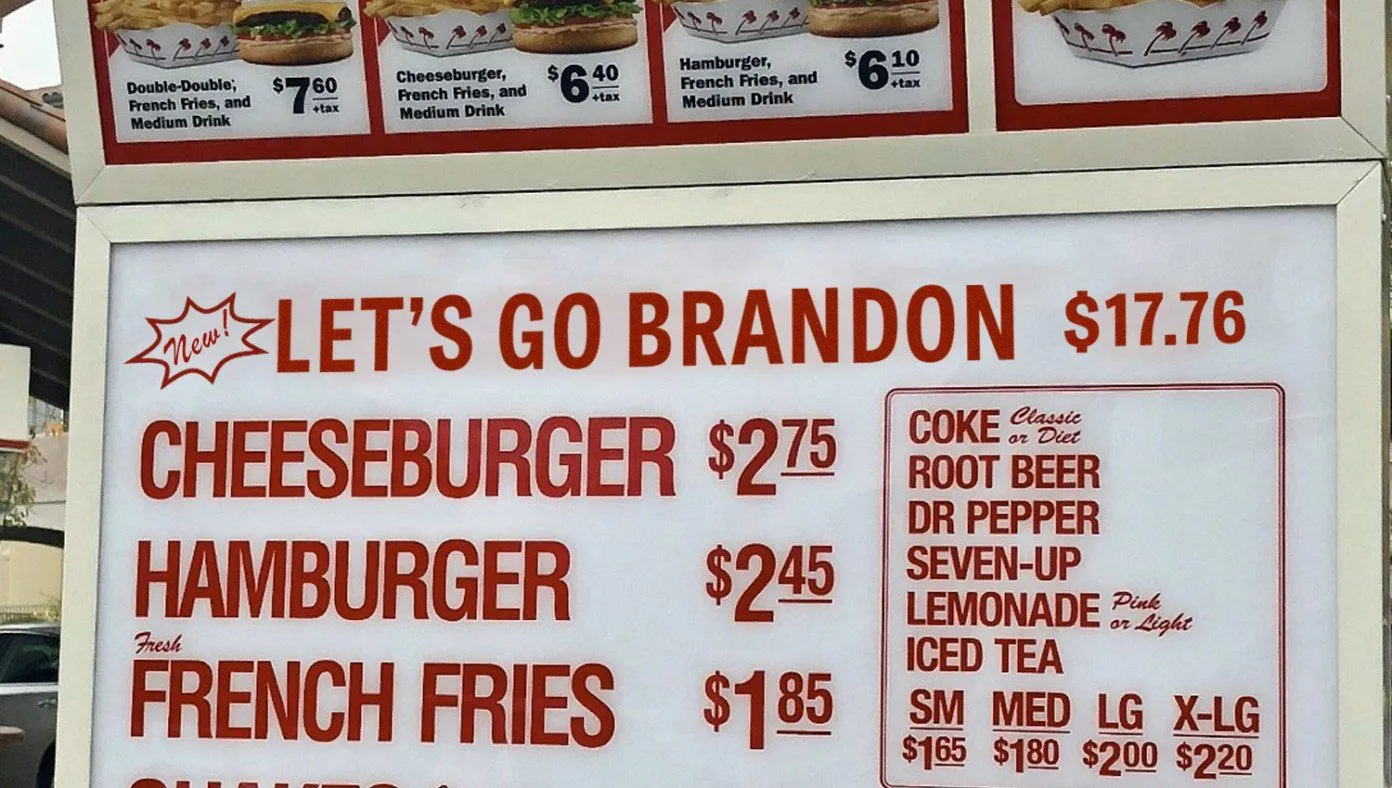 Double-Double, $7 60
French Fries, and +tax
Medium Drink
Cheeseburger, $6 40
French Fries, and +tax
Medium Drink
Hamburger, $6 10
French Fries, and +tax
Medium Drink
New! LET'S GO BRANDON $17.76
CHEESEBURGER $2 75
HAMBURGER $2 45
Fresh
FRENCH FRIES $1 85
COKE Classic or Diet
ROOT BEER
DR PEPPER
SEVEN-UP
LEMONADE Pink or Light
ICED TEA
SM MED LG X-LG
$1 65 $1 80 $2 00 $2 20